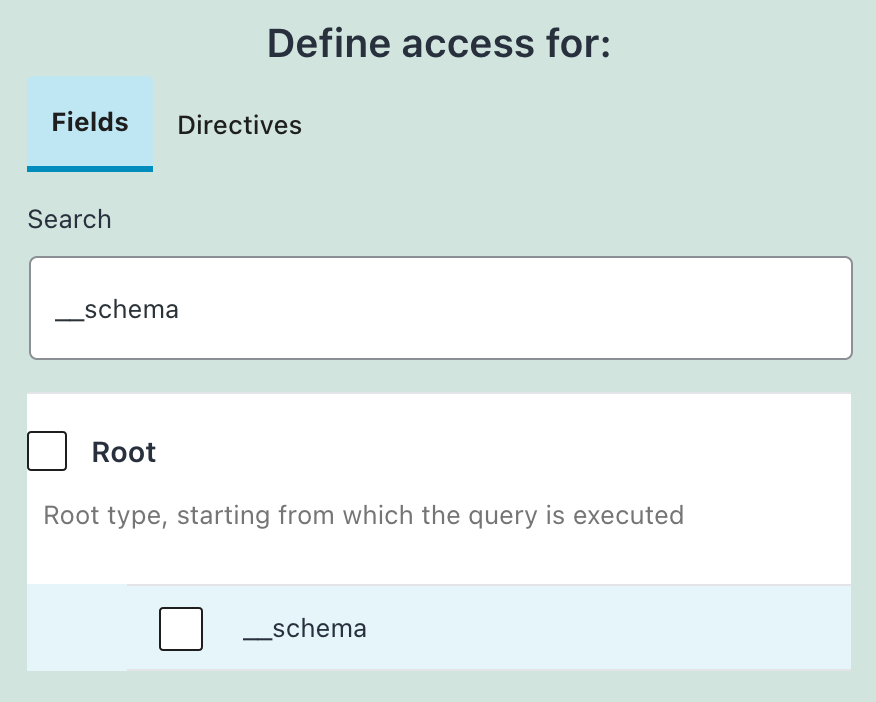 Define access for:
Fields Directives
Search
__schema
Root
Root type, starting from which the query is executed
__schema